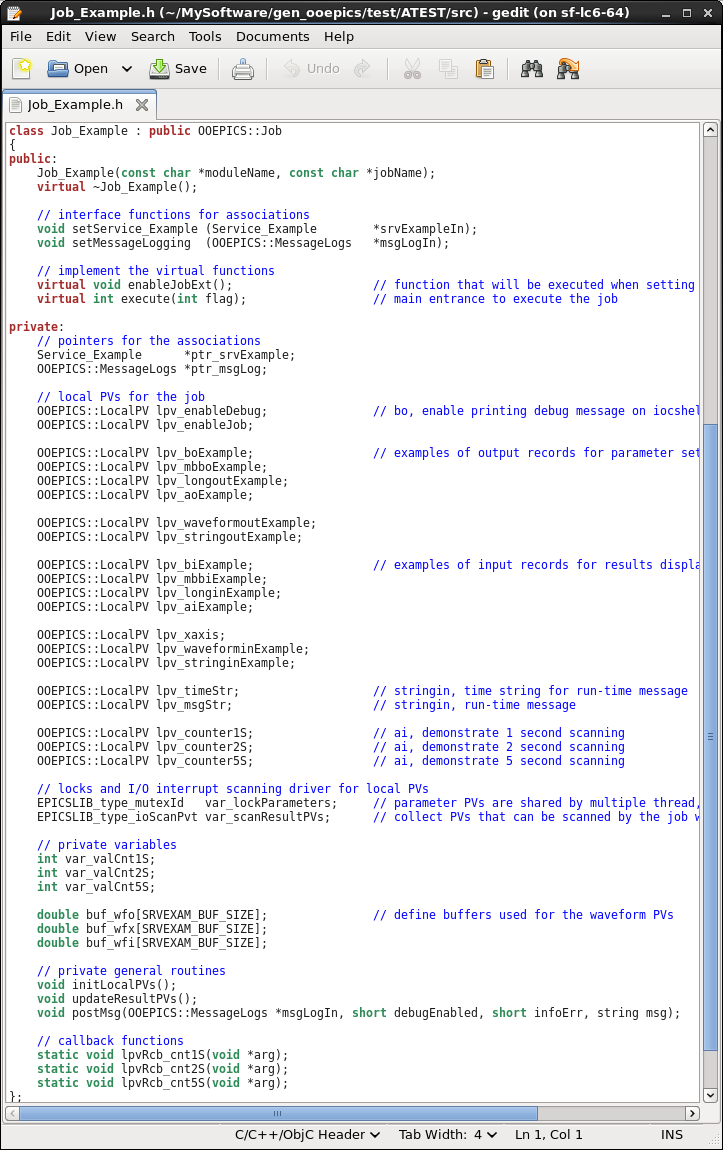 Job_Example.h (~/MySoftware/gen_ooepics/test/ATEST/src) - gedit (on sf-lc6-64)
File Edit View Search Tools Documents Help
Open Save Undo
Job_Example.h
class Job_Example : public OOEPICS::Job
{
public:
    Job_Example(const char *moduleName, const char *jobName);
    virtual ~Job_Example();

    // interface functions for associations
    void setService_Example (Service_Example        *srvExampleIn);
    void setMessageLogging  (OOEPICS::MessageLogs   *msgLogIn);

    // implement the virtual functions
    virtual void enableJobExt();                    // function that will be executed when setting
    virtual int execute(int flag);                  // main entrance to execute the job

private:
    // pointers for the associations
    Service_Example      *ptr_srvExample;
    OOEPICS::MessageLogs *ptr_msgLog;

    // local PVs for the job
    OOEPICS::LocalPV lpv_enableDebug;               // bo, enable printing debug message on iocshel
    OOEPICS::LocalPV lpv_enableJob;

    OOEPICS::LocalPV lpv_boExample;                 // examples of output records for parameter set
    OOEPICS::LocalPV lpv_mbboExample;
    OOEPICS::LocalPV lpv_longoutExample;
    OOEPICS::LocalPV lpv_aoExample;

    OOEPICS::LocalPV lpv_waveformoutExample;
    OOEPICS::LocalPV lpv_stringoutExample;

    OOEPICS::LocalPV lpv_biExample;                 // examples of input records for results displa
    OOEPICS::LocalPV lpv_mbbiExample;
    OOEPICS::LocalPV lpv_longinExample;
    OOEPICS::LocalPV lpv_aiExample;

    OOEPICS::LocalPV lpv_xaxis;
    OOEPICS::LocalPV lpv_waveforminExample;
    OOEPICS::LocalPV lpv_stringinExample;

    OOEPICS::LocalPV lpv_timeStr;                   // stringin, time string for run-time message
    OOEPICS::LocalPV lpv_msgStr;                    // stringin, run-time message

    OOEPICS::LocalPV lpv_counter1S;                 // ai, demonstrate 1 second scanning
    OOEPICS::LocalPV lpv_counter2S;                 // ai, demonstrate 2 second scanning
    OOEPICS::LocalPV lpv_counter5S;                 // ai, demonstrate 5 second scanning

    // locks and I/O interrupt scanning driver for local PVs
    EPICSLIB_type_mutexId   var_lockParameters;     // parameter PVs are shared by multiple thread,
    EPICSLIB_type_ioScanPvt var_scanResultPVs;      // collect PVs that can be scanned by the job w

    // private variables
    int var_valCnt1S;
    int var_valCnt2S;
    int var_valCnt5S;

    double buf_wfo[SRVEXAM_BUF_SIZE];               // define buffers used for the waveform PVs
    double buf_wfx[SRVEXAM_BUF_SIZE];
    double buf_wfi[SRVEXAM_BUF_SIZE];

    // private general routines
    void initLocalPVs();
    void updateResultPVs();
    void postMsg(OOEPICS::MessageLogs *msgLogIn, short debugEnabled, short infoErr, string msg);

    // callback functions
    static void lpvRcb_cnt1S(void *arg);
    static void lpvRcb_cnt2S(void *arg);
    static void lpvRcb_cnt5S(void *arg);
};
C/C++/ObjC Header Tab Width: 4 Ln 1, Col 1 INS